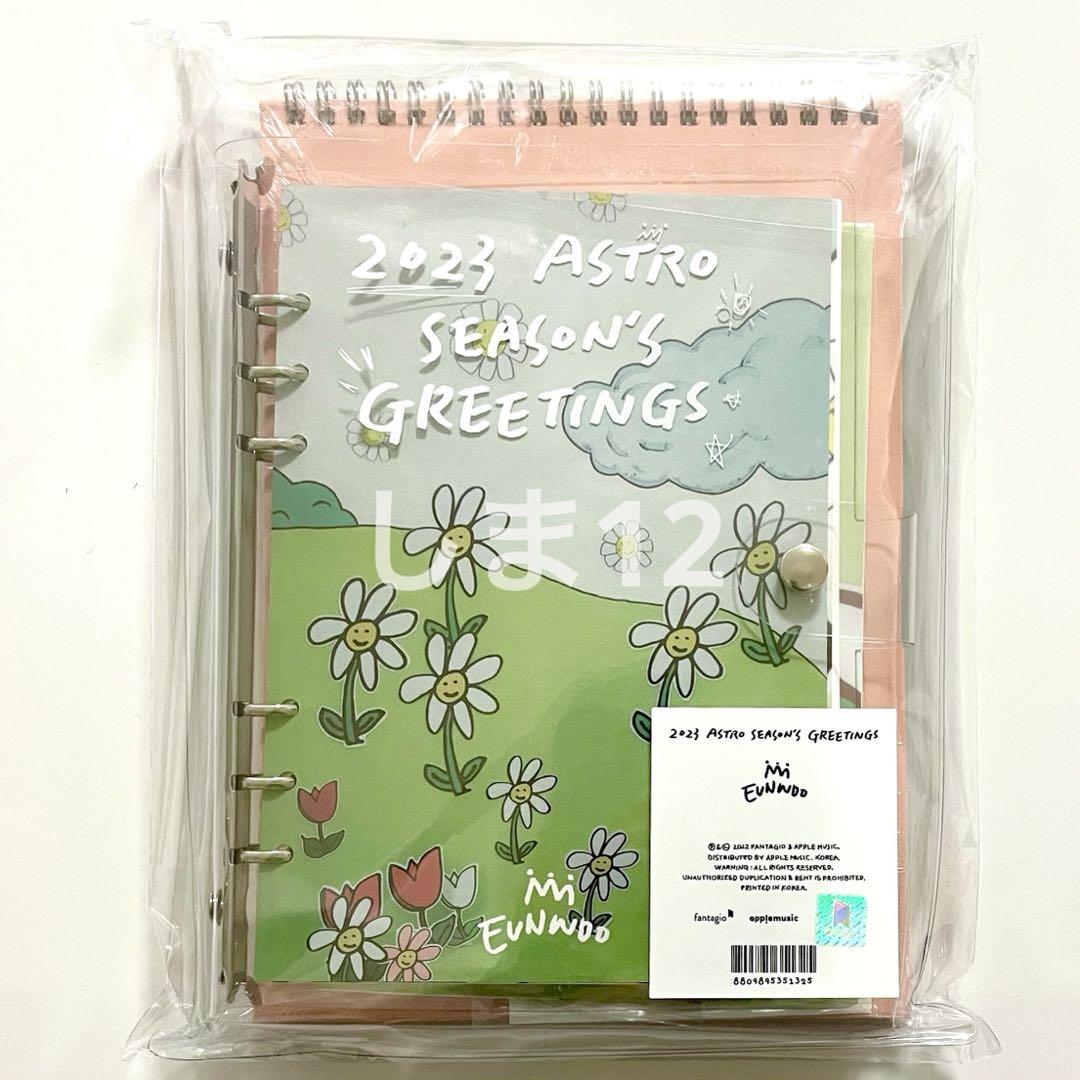 2023 ASTRO
SEASON'S
GREETINGS
しま12
EUNWOO
2023 ASTRO SEASON'S GREETINGS
EUNWOO
℗&© 2022 FANTAGIO & APPLE MUSIC.
DISTRIBUTED BY APPLE MUSIC. KOREA.
WARNING : ALL RIGHTS RESERVED.
UNAUTHORIZED DUPLICATION & RENT IS PROHIBITED.
PRINTED IN KOREA.
fantagio applemusic
8809895351325